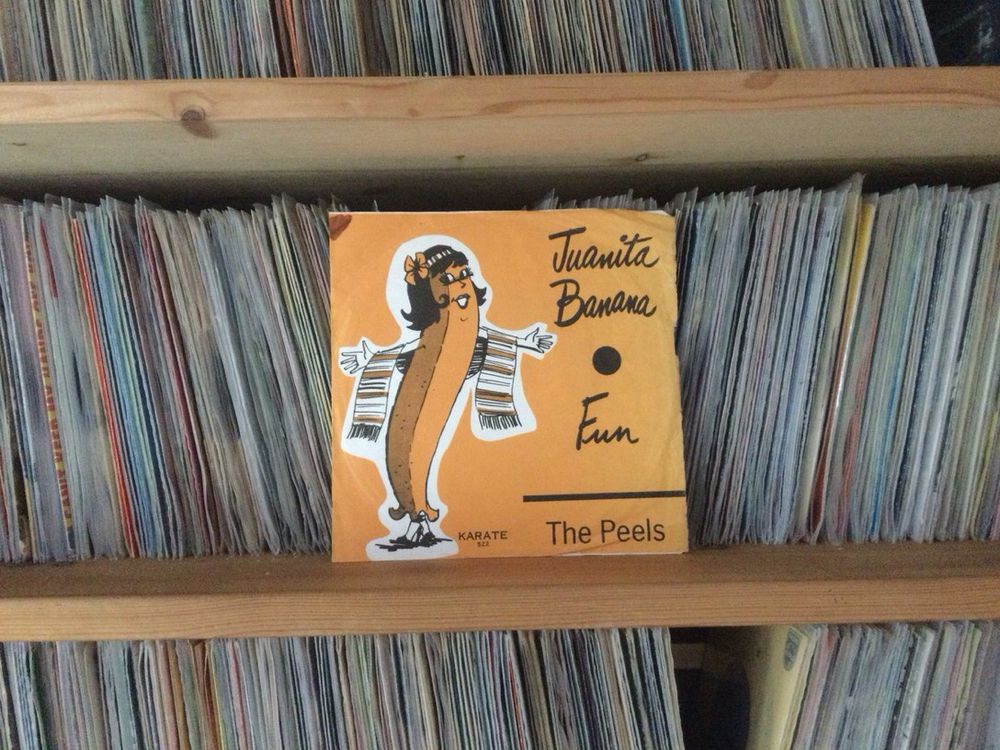 Juanita
Banana
Fun
KARATE
522
The Peels